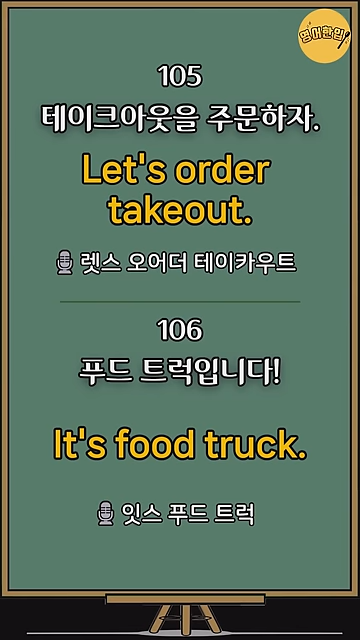 영어한입
105
테이크아웃을 주문하자.
Let's order
takeout.
렛스 오어더 테이카우트
106
푸드 트럭입니다!
It's food truck.
잇스 푸드 트럭